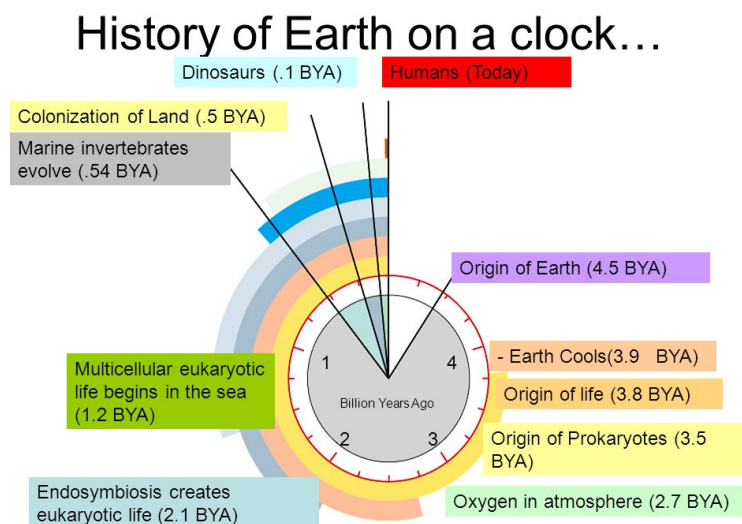 History of Earth on a clock…
Dinosaurs (.1 BYA)
Humans (Today)
Colonization of Land (.5 BYA)
Marine invertebrates
evolve (.54 BYA)
Origin of Earth (4.5 BYA)
1
4
- Earth Cools(3.9 BYA)
Multicellular eukaryotic
life begins in the sea
(1.2 BYA)
Origin of life (3.8 BYA)
Billion Years Ago
2
3
Origin of Prokaryotes (3.5
BYA)
Endosymbiosis creates
eukaryotic life (2.1 BYA)
Oxygen in atmosphere (2.7 BYA)